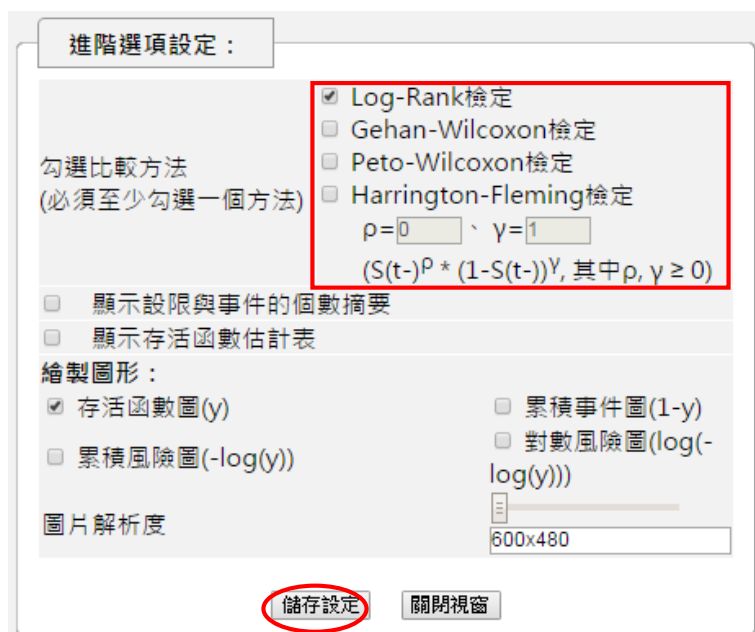 進階選項設定：
Log-Rank檢定
Gehan-Wilcoxon檢定
勾選比較方法
Peto-Wilcoxon檢定
(必須至少勾選一個方法)
Harrington-Fleming檢定
ρ=0 、 γ=1
(S(t-)^ρ * (1-S(t-))^γ, 其中ρ, γ ≥ 0)
顯示設限與事件的個數摘要
顯示存活函數估計表
繪製圖形：
存活函數圖(y) 累積事件圖(1-y)
累積風險圖(-log(y)) 對數風險圖(log(-
log(y)))
圖片解析度
600x480
儲存設定 關閉視窗